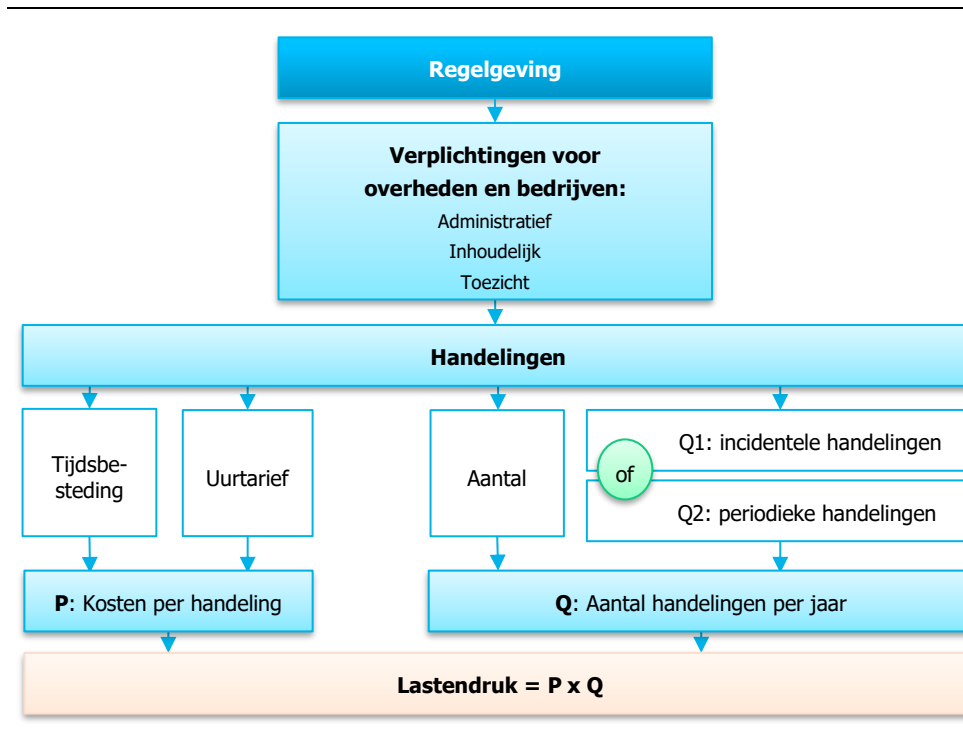 Regelgeving
Verplichtingen voor
overheden en bedrijven:
Administratief
Inhoudelijk
Toezicht
Handelingen
Tijdsbe-
steding
Uurtarief
Aantal
Q1: incidentele handelingen
of
Q2: periodieke handelingen
P: Kosten per handeling
Q: Aantal handelingen per jaar
Lastendruk = P x Q